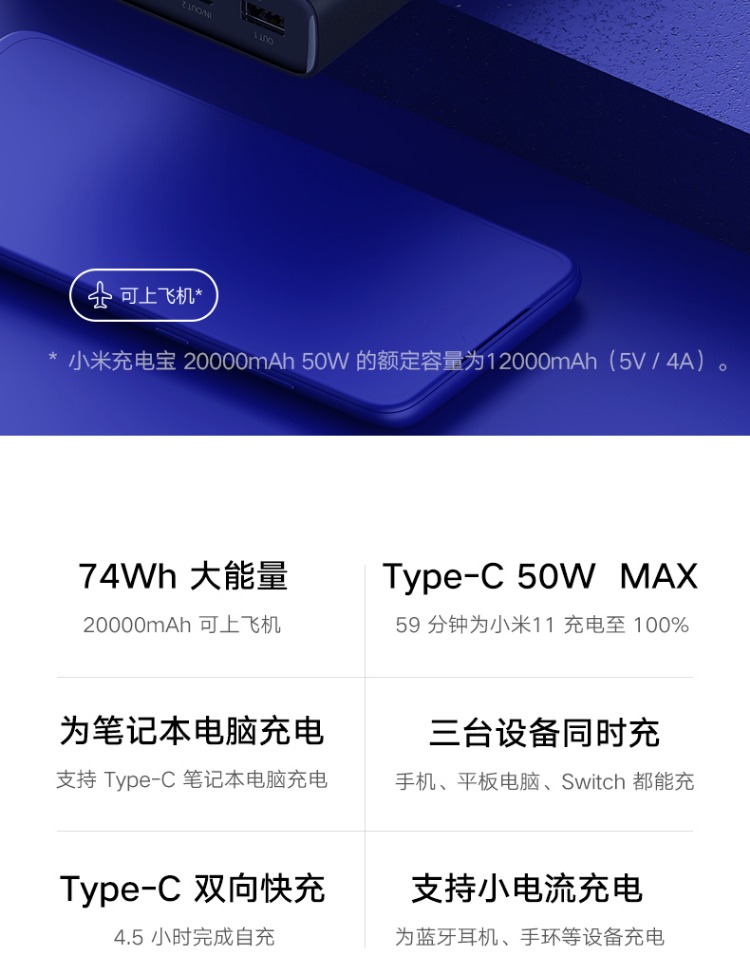 IN/OUT 2
OUT 1
可上飞机*
* 小米充电宝 20000mAh 50W 的额定容量为12000mAh（5V / 4A）。
74Wh 大能量
20000mAh 可上飞机
Type-C 50W MAX
59 分钟为小米11 充电至 100%
为笔记本电脑充电
支持 Type-C 笔记本电脑充电
三台设备同时充
手机、平板电脑、Switch 都能充
Type-C 双向快充
4.5 小时完成自充
支持小电流充电
为蓝牙耳机、手环等设备充电